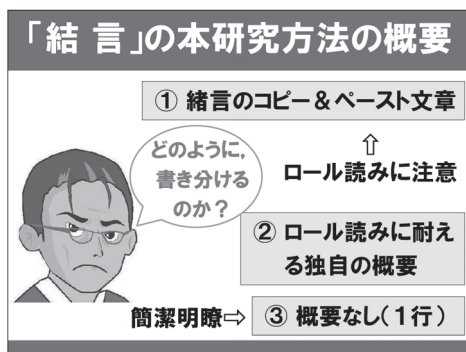 「結 言」の本研究方法の概要
① 緒言のコピー＆ペースト文章
⇧
ロール読みに注意
どのように,
書き分ける
のか？
② ロール読みに耐え
る独自の概要
簡潔明瞭⇨ ③ 概要なし（1行）